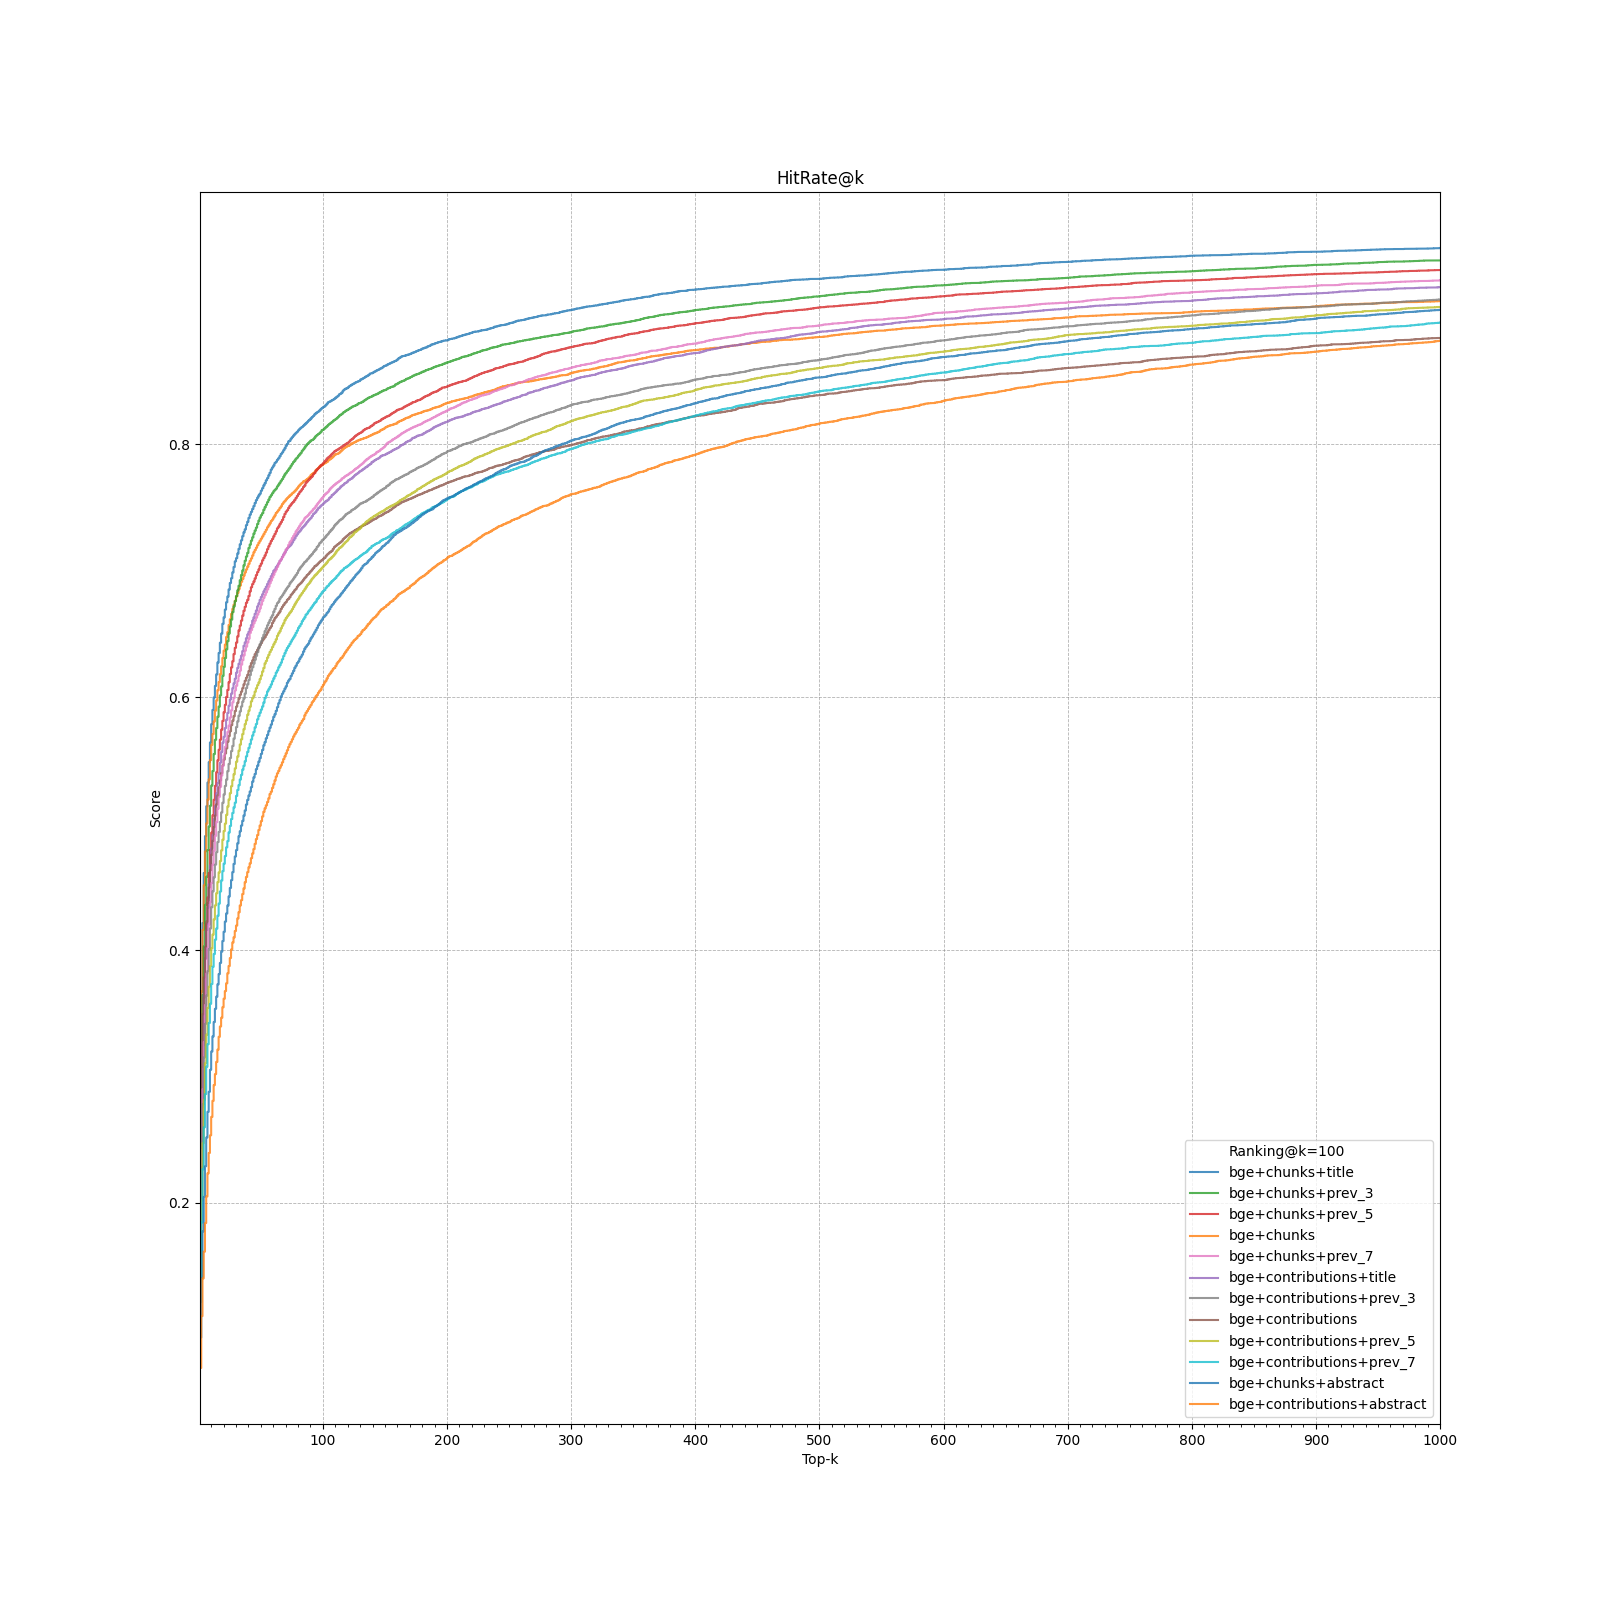 HitRate@k
Score
0.8
0.6
0.4
0.2
100 200 300 400 500 600 700 800 900 1000
Top-k
Ranking@k=100
bge+chunks+title
bge+chunks+prev_3
bge+chunks+prev_5
bge+chunks
bge+chunks+prev_7
bge+contributions+title
bge+contributions+prev_3
bge+contributions
bge+contributions+prev_5
bge+contributions+prev_7
bge+chunks+abstract
bge+contributions+abstract